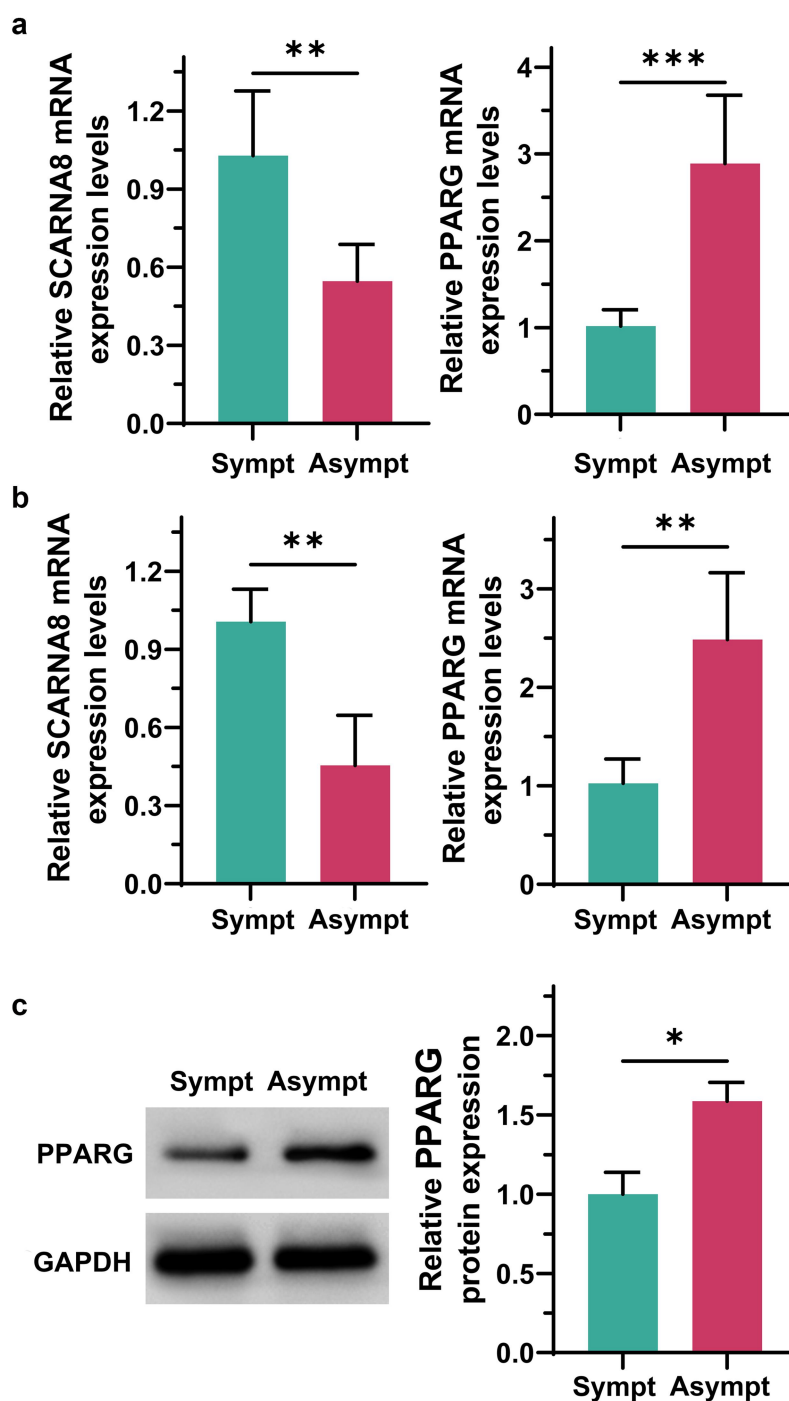 a
Relative SCARNA8 mRNA
expression levels
1.2
0.9
0.6
0.3
0.0
**
Sympt Asympt
Relative PPARG mRNA
expression levels
4
3
2
1
0
***
Sympt Asympt
b
Relative SCARNA8 mRNA
expression levels
1.2
0.9
0.6
0.3
0.0
**
Sympt Asympt
Relative PPARG mRNA
expression levels
3
2
1
0
**
Sympt Asympt
c
Sympt Asympt
PPARG
GAPDH
Relative PPARG
protein expression
2.0
1.5
1.0
0.5
0.0
*
Sympt Asympt